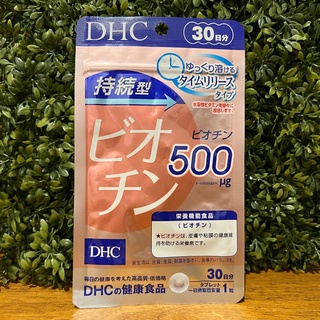 DHC
30日分
ゆっくり溶ける
タイムリリース
タイプ
持続型
ビオチン
ビオチン
500
µg
栄養機能食品
(ビオチン)
★ビオチンは、皮膚や粘膜の健康維
持を助ける栄養素です。
DHC
毎日の健康を考えた高品質・低価格
DHCの健康食品
30日分
タブレット
1粒